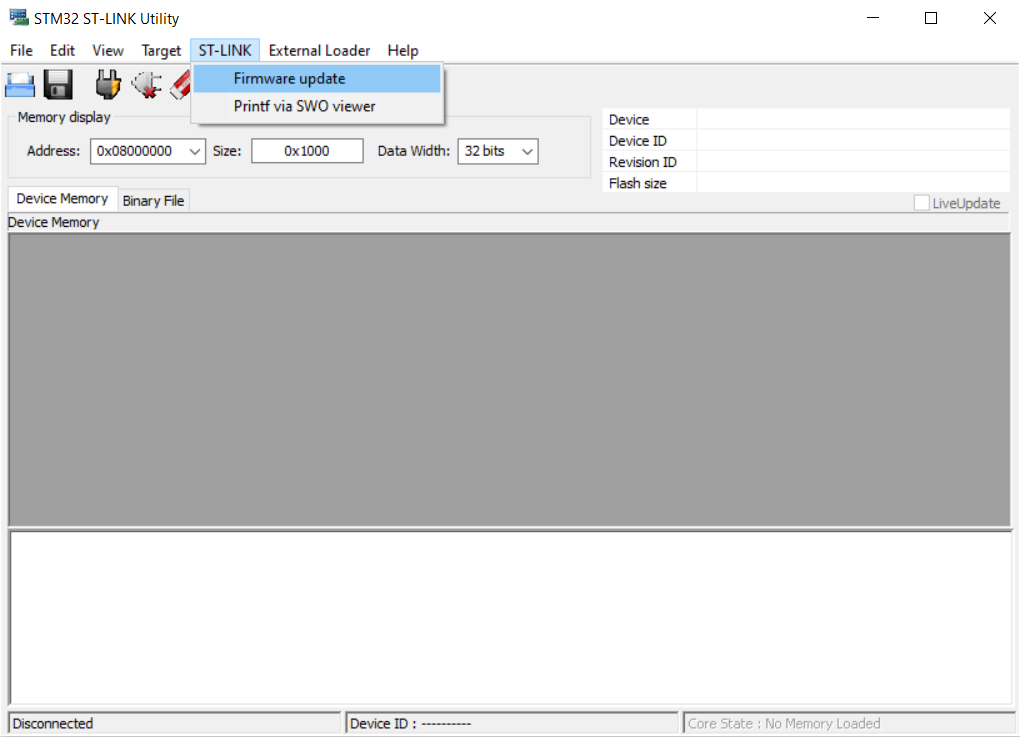 STM32 ST-LINK Utility
File Edit View Target ST-LINK External Loader Help
Firmware update
Printf via SWO viewer
Memory display
Address: 0x08000000 Size: 0x1000 Data Width: 32 bits
Device
Device ID
Revision ID
Flash size
LiveUpdate
Device Memory Binary File
Device Memory
Disconnected Device ID : ---------- Core State : No Memory Loaded